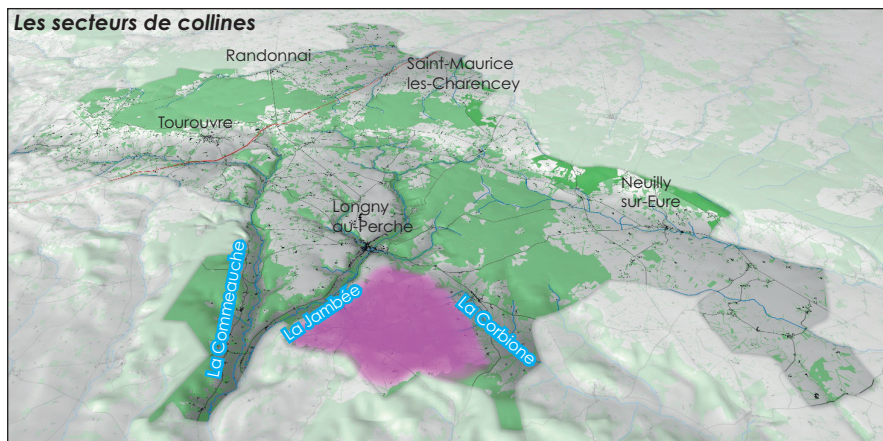 Les secteurs de collines
Randonnai
Saint-Maurice
les-Charencey
Tourouvre
Neuilly
sur-Eure
Longny
au-Perche
La Commeauche
La Jambée
La Corbione